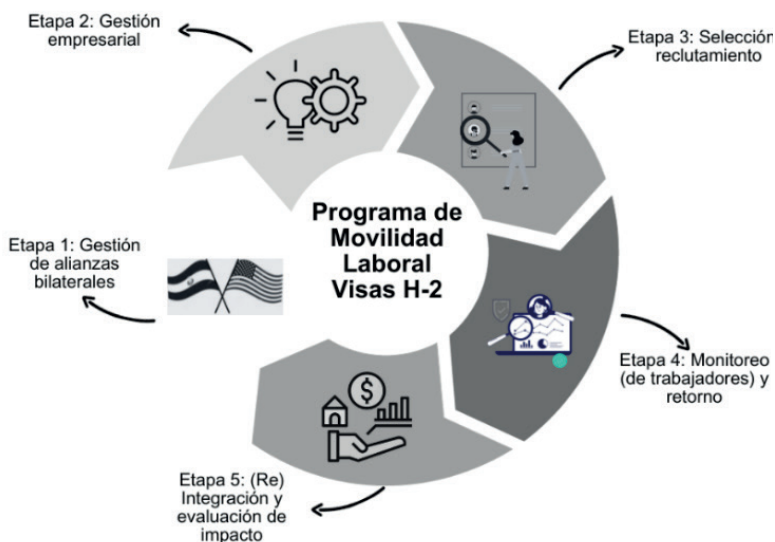 Etapa 2: Gestión
empresarial
Etapa 3: Selección
reclutamiento
Programa de
Movilidad
Laboral
Visas H-2
Etapa 1: Gestión
de alianzas
bilaterales
Etapa 4: Monitoreo
(de trabajadores) y
retorno
Etapa 5: (Re)
Integración y
evaluación de
impacto